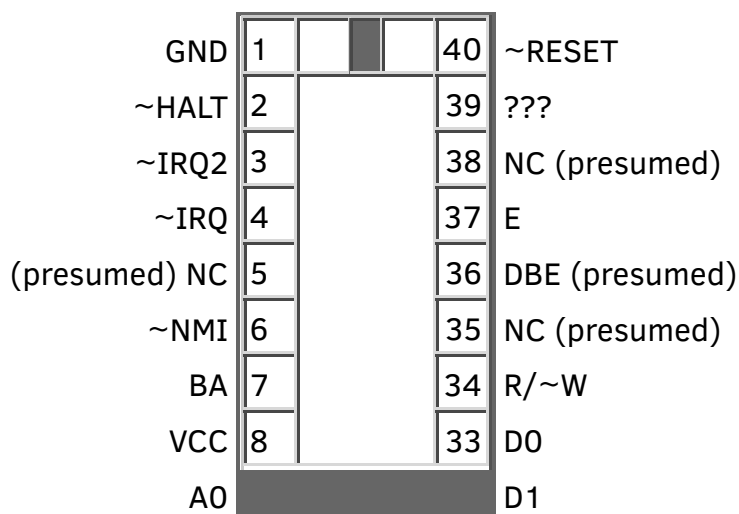 GND 1 40 ~RESET
~HALT 2 39 ???
~IRQ2 3 38 NC (presumed)
~IRQ 4 37 E
(presumed) NC 5 36 DBE (presumed)
~NMI 6 35 NC (presumed)
BA 7 34 R/~W
VCC 8 33 D0
A0 D1